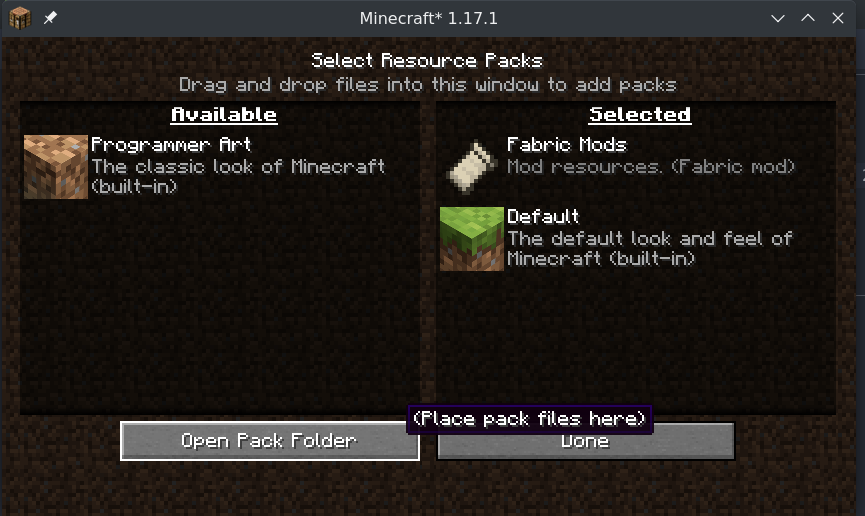 Minecraft* 1.17.1
Select Resource Packs
Drag and drop files into this window to add packs
Available
Programmer Art
The classic look of Minecraft
(built-in)
Selected
Fabric Mods
Mod resources. (Fabric mod)
Default
The default look and feel of
Minecraft (built-in)
(Place pack files here)
Open Pack Folder
Done